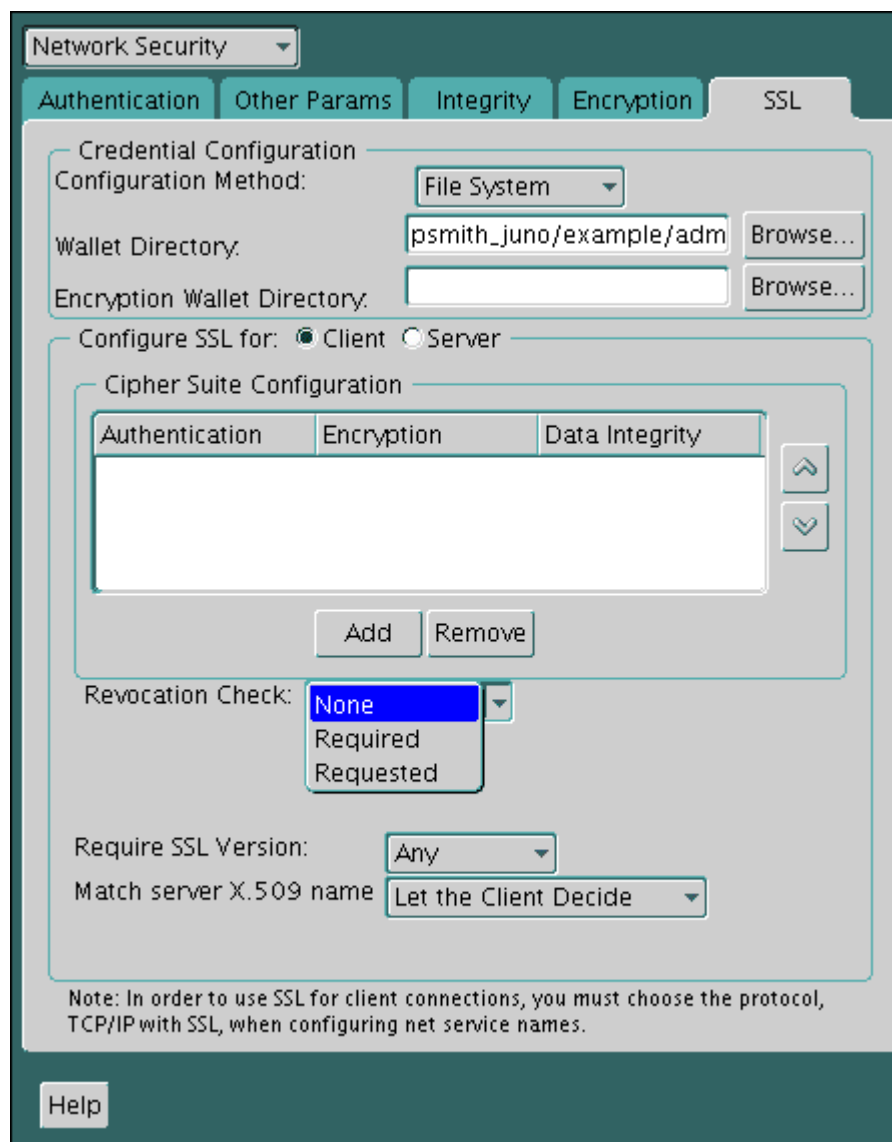 Network Security
Authentication Other Params Integrity Encryption SSL
Credential Configuration
Configuration Method: File System
Wallet Directory: psmith_juno/example/adm Browse...
Encryption Wallet Directory: Browse...
Configure SSL for: Client Server
Cipher Suite Configuration
Authentication Encryption Data Integrity
Add Remove
Revocation Check: None
Required
Requested
Require SSL Version: Any
Match server X.509 name Let the Client Decide
Note: In order to use SSL for client connections, you must choose the protocol,
TCP/IP with SSL, when configuring net service names.
Help